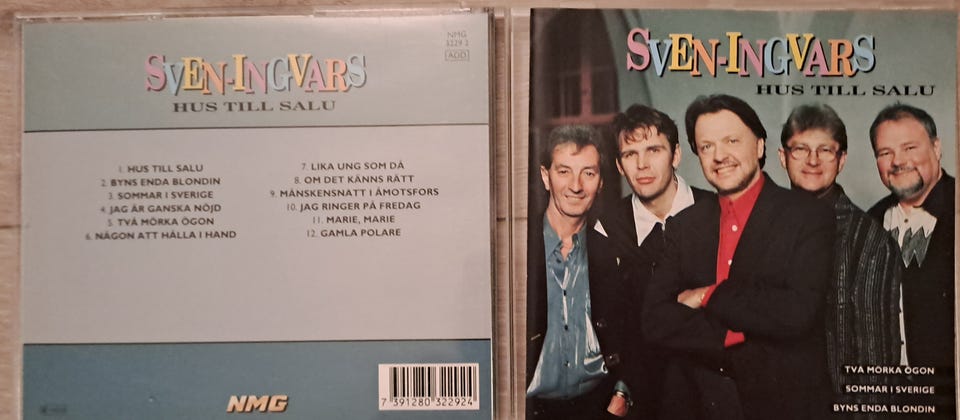 NMG
3229 2
ADD
SVEN-INGVARS
HUS TILL SALU
1. HUS TILL SALU
2. BYNS ENDA BLONDIN
3. SOMMAR I SVERIGE
4. JAG ÄR GANSKA NÖJD
5. TVÅ MÖRKA ÖGON
6. NÅGON ATT HÅLLA I HAND
7. LIKA UNG SOM DÅ
8. OM DET KÄNNS RÄTT
9. MÅNSKENSNATT I ÅMOTSFORS
10. JAG RINGER PÅ FREDAG
11. MARIE, MARIE
12. GAMLA POLARE
NMG
7 391280 322924
SVEN-INGVARS
HUS TILL SALU
TVÅ MÖRKA ÖGON
SOMMAR I SVERIGE
BYNS ENDA BLONDIN